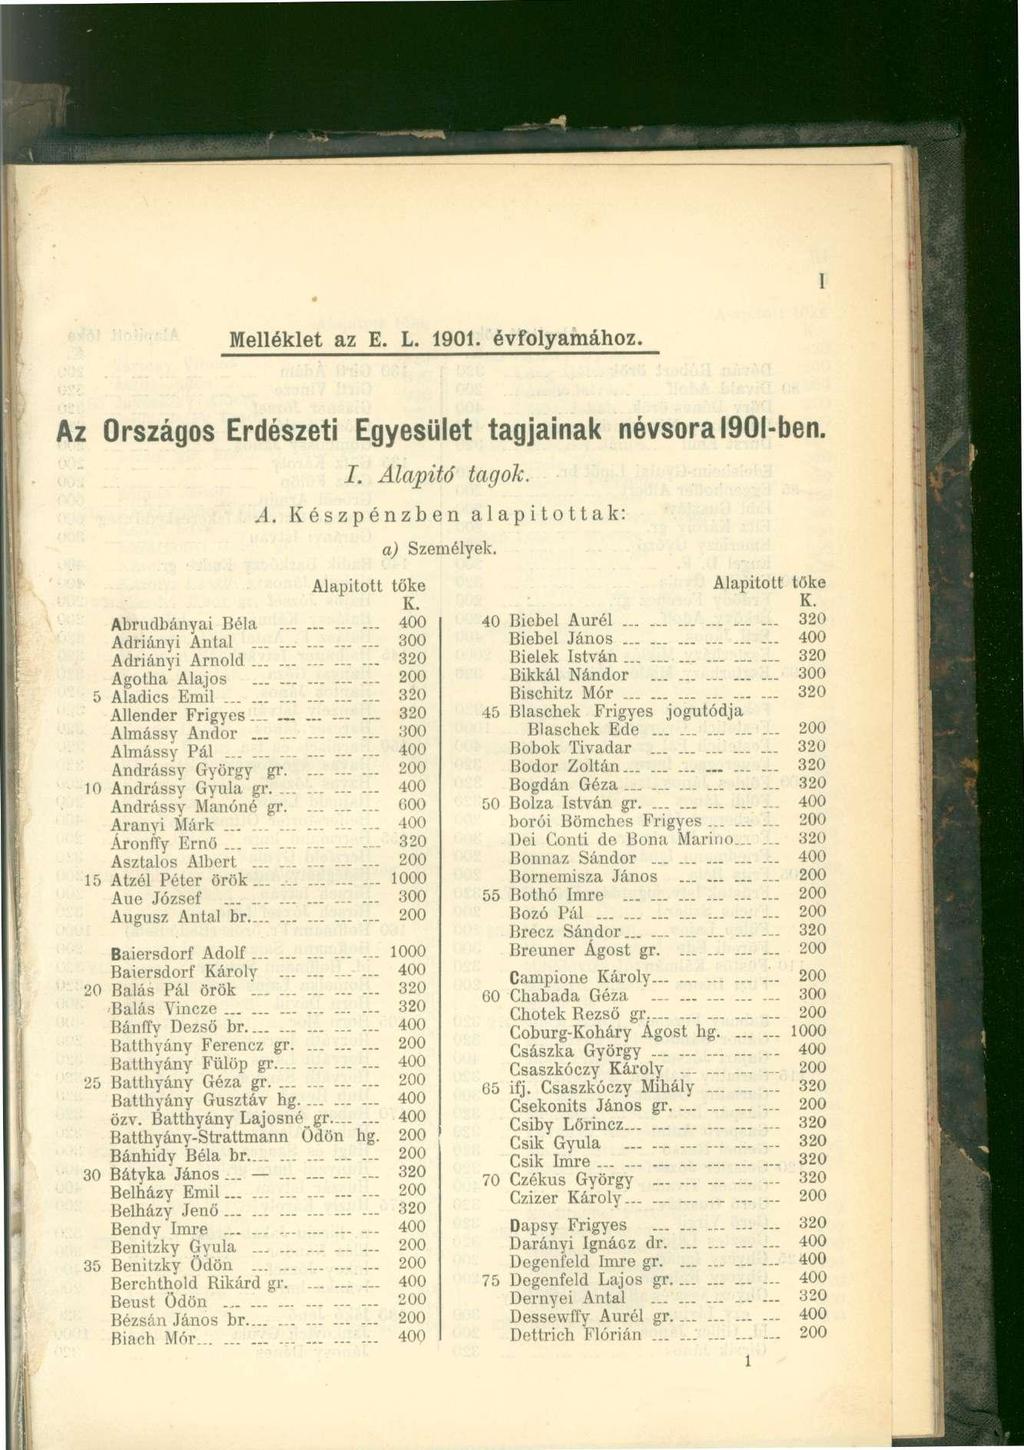 I
Melléklet az E. L. 1901. évfolyamához.
Az Országos Erdészeti Egyesület tagjainak névsora 1901-ben.
I. Alapitó tagok.
A. Készpénzben alapitottak:
a) Személyek.
Alapitott tőke
K.
Abrudbányai Béla 400
Adriányi Antal 300
Adriányi Arnold 320
Agotha Alajos 200
5 Aladics Emil 320
Allender Frigyes 320
Almássy Andor 300
Almássy Pál 400
Andrássy György gr. 200
10 Andrássy Gyula gr. 400
Andrássy Manóné gr. 600
Aranyi Márk 400
Áronffy Ernő 320
Asztalos Albert 200
15 Atzél Péter örök 1000
Aue József 300
Augusz Antal br. 200
Baiersdorf Adolf 1000
Baiersdorf Károly 400
20 Balás Pál örök 320
Balás Vincze 320
Bánffy Dezső br. 400
Batthyány Ferencz gr. 200
Batthyány Fülöp gr. 400
25 Batthyány Géza gr. 200
Batthyány Gusztáv hg. 400
özv. Batthyány Lajosné gr. 400
Batthyány-Strattmann Ödön hg. 200
Bánhidy Béla br. 200
30 Bátyka János 320
Belházy Emil 200
Belházy Jenő 320
Bendy Imre 400
Benitzky Gyula 200
35 Benitzky Ödön 200
Berchthold Rikárd gr. 400
Beust Ödön 200
Bézsán János br. 200
Biach Mór 400
Alapitott tőke
K.
40 Biebel Aurél 320
Biebel János 400
Bielek István 320
Bikkál Nándor 300
Bischitz Mór 320
45 Blaschek Frigyes jogutódja
Blaschek Ede 200
Bobok Tivadar 320
Bodor Zoltán 320
Bogdán Géza 320
50 Bolza István gr. 400
borói Bömches Frigyes 200
Dei Conti de Bona Marino 320
Bonnaz Sándor 400
Bornemisza János 200
55 Bothó Imre 200
Bozó Pál 200
Brecz Sándor 320
Breuner Ágost gr. 200
Campione Károly 200
60 Chabada Géza 300
Chotek Rezső gr. 200
Coburg-Koháry Ágost hg. 1000
Császka György 400
Csaszkóczy Károly 200
65 ifj. Csaszkóczy Mihály 320
Csekonits János gr. 200
Csiby Lőrincz 320
Csik Gyula 320
Csik Imre 320
70 Czékus György 320
Czizer Károly 200
Dapsy Frigyes 320
Darányi Ignácz dr. 400
Degenfeld Imre gr. 400
75 Degenfeld Lajos gr. 400
Dernyei Antal 320
Dessewffy Aurél gr. 400
Dettrich Flórián 200
1